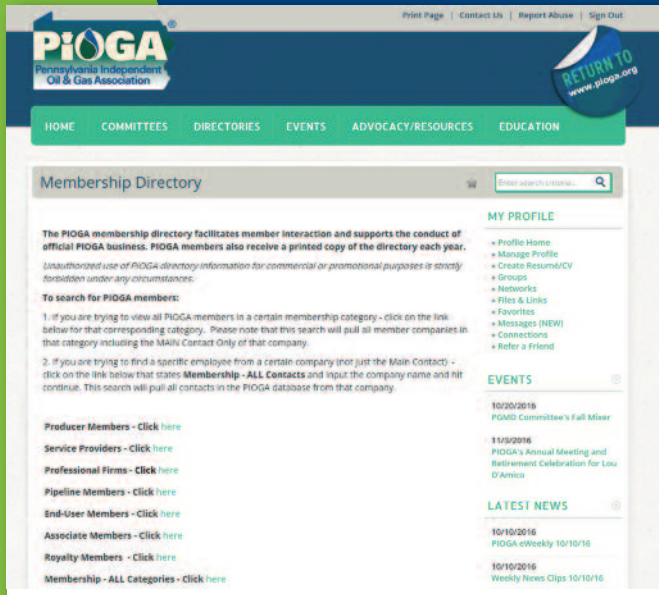 Print Page | Contact Us | Report Abuse | Sign Out
PIOGA®
Pennsylvania Independent
Oil & Gas Association
RETURN TO
www.pioga.org
HOME COMMITTEES DIRECTORIES EVENTS ADVOCACY/RESOURCES EDUCATION
Membership Directory
Enter search criteria...
The PIOGA membership directory facilitates member interaction and supports the conduct of
official PIOGA business. PIOGA members also receive a printed copy of the directory each year.
Unauthorized use of PIOGA directory information for commercial or promotional purposes is strictly
forbidden under any circumstances.
To search for PIOGA members:
1. If you are trying to view all PIOGA members in a certain membership category - click on the link
below for that corresponding category. Please note that this search will pull all member companies in
that category including the MAIN Contact Only of that company.
2. If you are trying to find a specific employee from a certain company (not just the Main Contact) -
click on the link below that states Membership - ALL Contacts and input the company name and hit
continue. This search will pull all contacts in the PIOGA database from that company.
Producer Members - Click here
Service Providers - Click here
Professional Firms - Click here
Pipeline Members - Click here
End-User Members - Click here
Associate Members - Click here
Royalty Members - Click here
Membership - ALL Categories - Click here
MY PROFILE
» Profile Home
» Manage Profile
» Create Resumé/CV
» Groups
» Networks
» Files & Links
» Favorites
» Messages (NEW)
» Connections
» Refer a Friend
EVENTS
10/20/2016
PGMD Committee's Fall Mixer
11/3/2016
PIOGA's Annual Meeting and
Retirement Celebration for Lou
D'Amico
LATEST NEWS
10/10/2016
PIOGA eWeekly 10/10/16
10/10/2016
Weekly News Clips 10/10/16